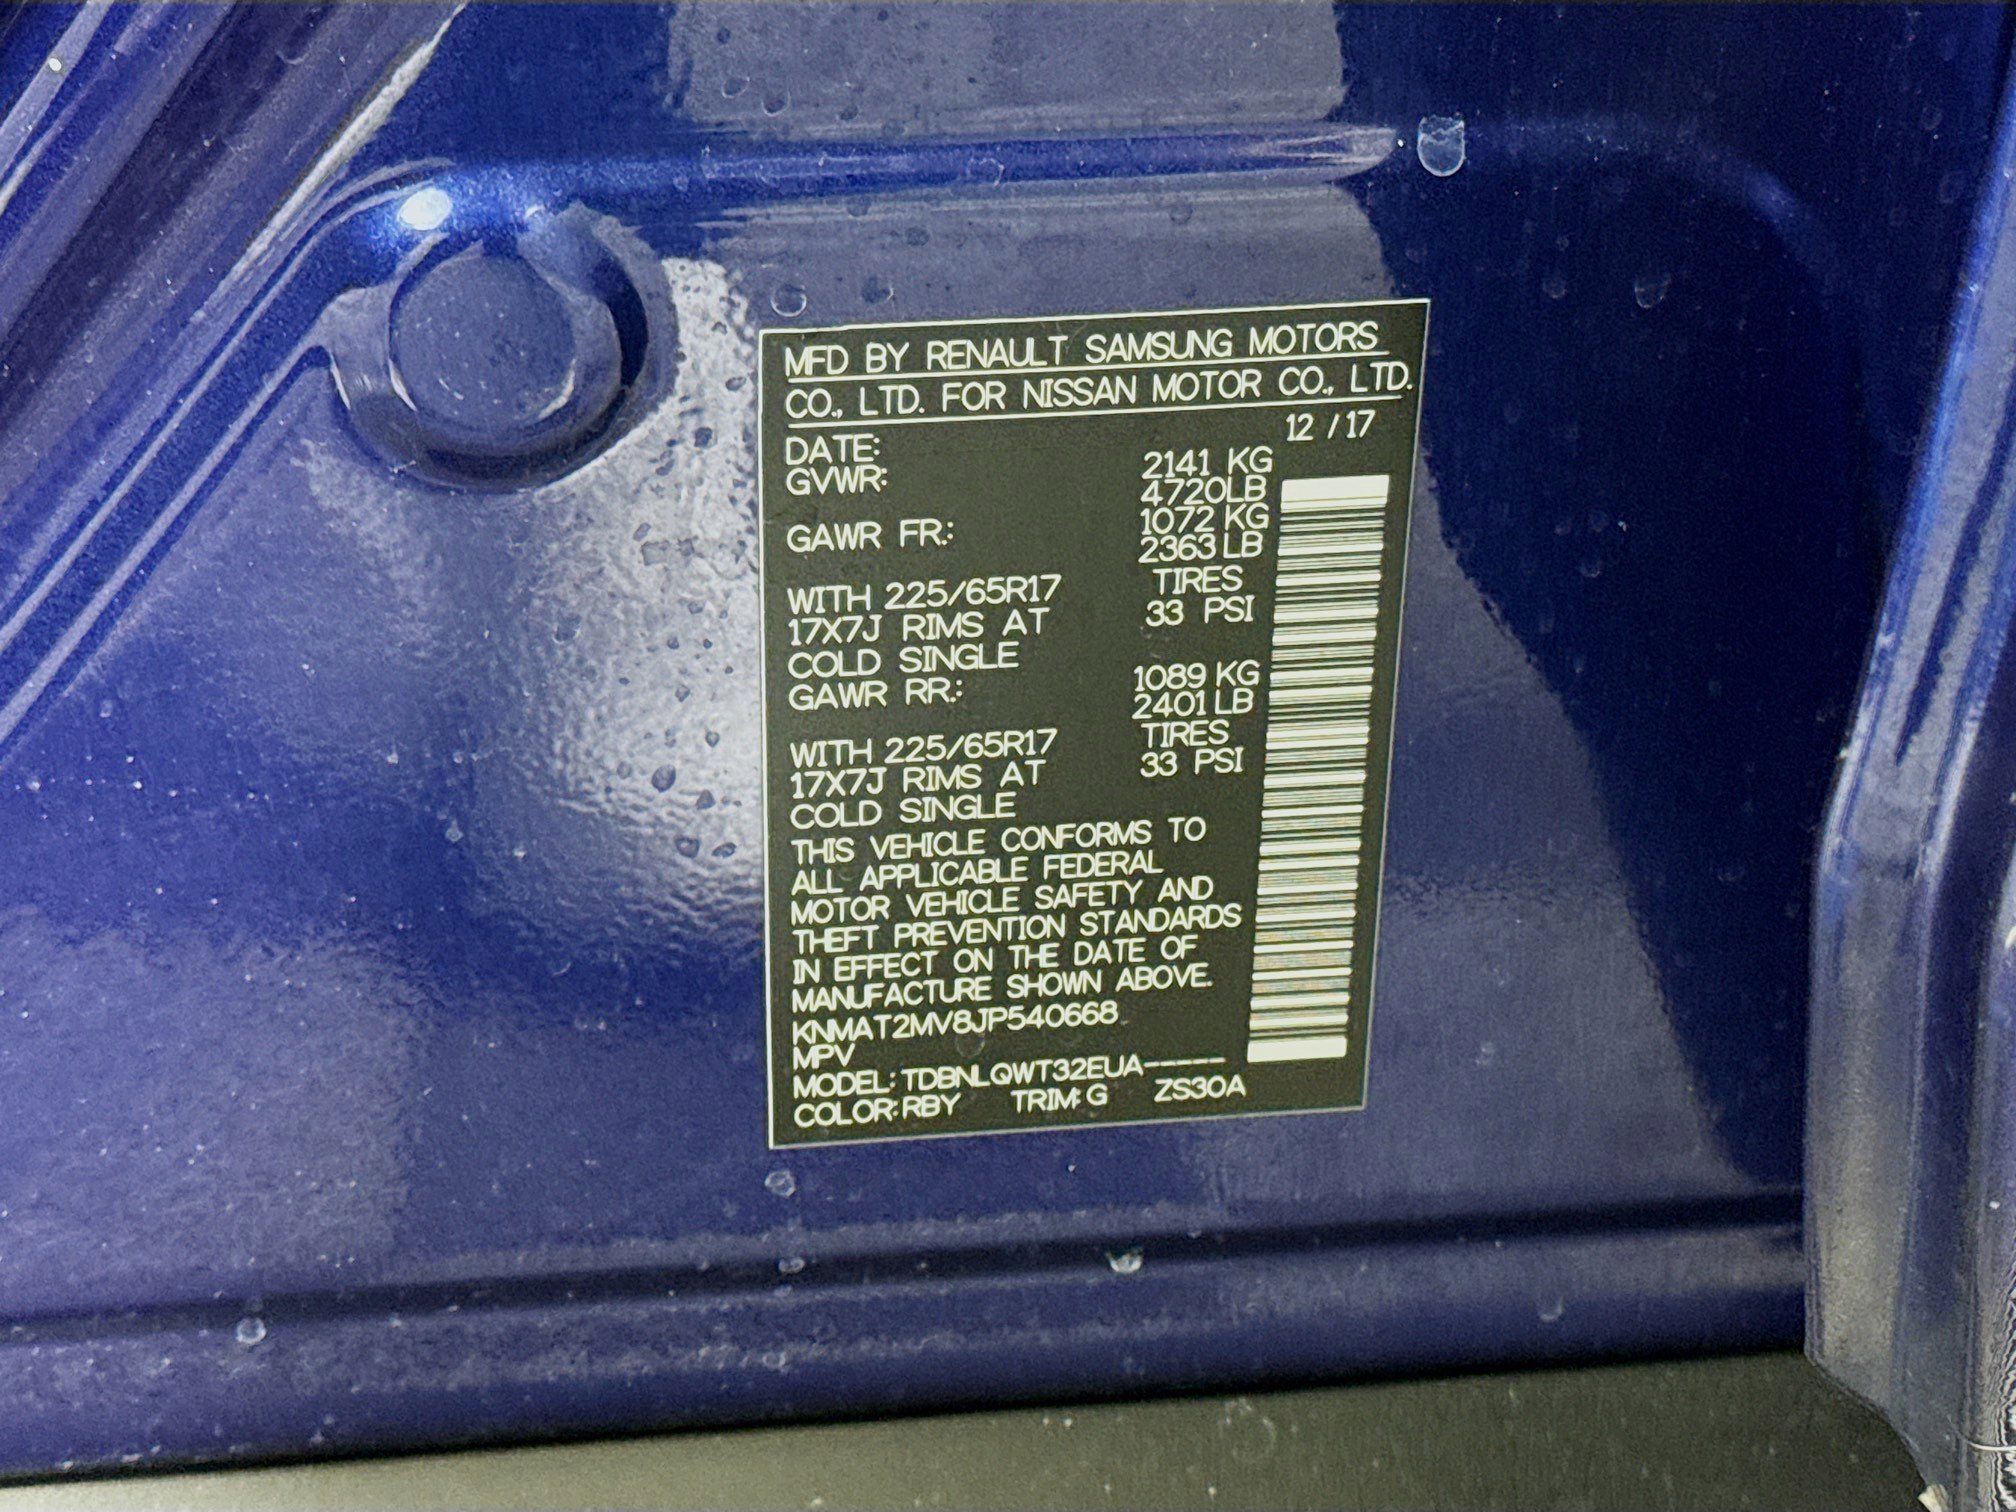 MFD BY RENAULT SAMSUNG MOTORS
CO., LTD. FOR NISSAN MOTOR CO., LTD.
DATE: 12 / 17
GVWR: 2141 KG
4720LB
GAWR FR.: 1072 KG
2363 LB
WITH 225/65R17 TIRES
17X7J RIMS AT 33 PSI
COLD SINGLE
GAWR RR.: 1089 KG
2401 LB
WITH 225/65R17 TIRES
17X7J RIMS AT 33 PSI
COLD SINGLE
THIS VEHICLE CONFORMS TO
ALL APPLICABLE FEDERAL
MOTOR VEHICLE SAFETY AND
THEFT PREVENTION STANDARDS
IN EFFECT ON THE DATE OF
MANUFACTURE SHOWN ABOVE.
KNMAT2MV8JP540668
MPV
MODEL: TDBNLQWT32EUA-----
COLOR: RBY TRIM: G ZS30A